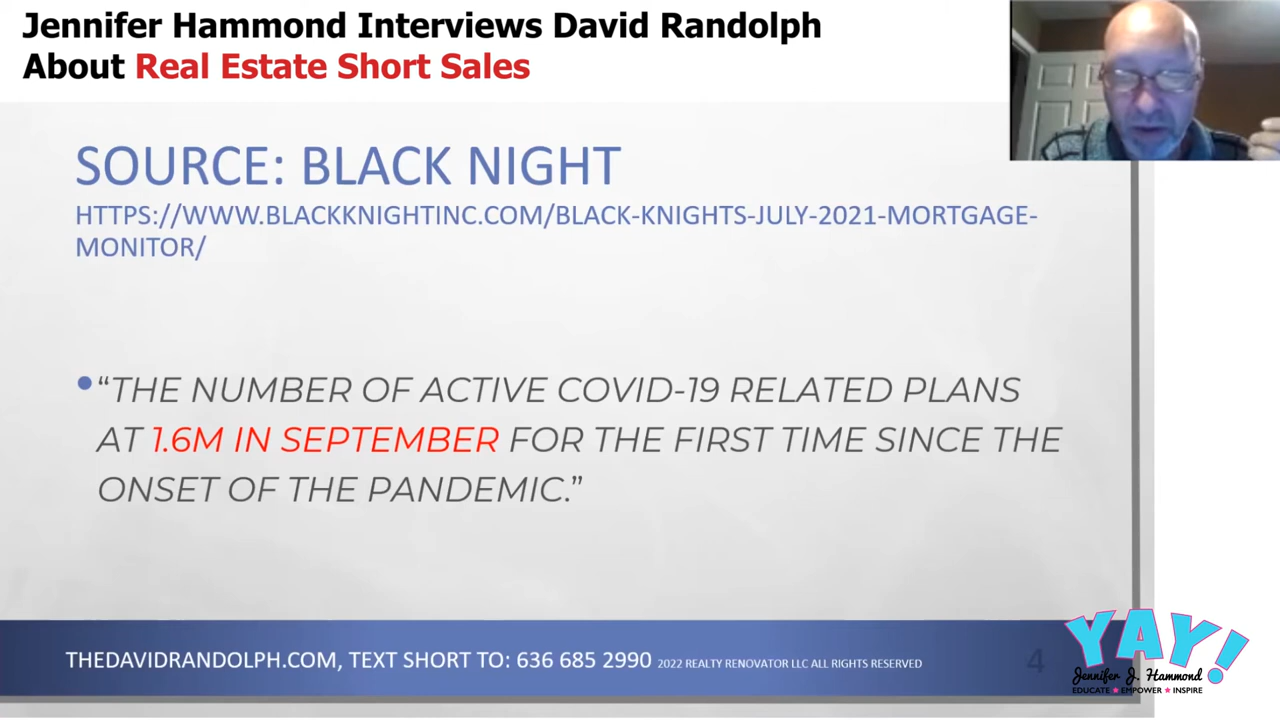 Jennifer Hammond Interviews David Randolph
About Real Estate Short Sales
SOURCE: BLACK NIGHT
HTTPS://WWW.BLACKKNIGHTINC.COM/BLACK-KNIGHTS-JULY-2021-MORTGAGE-
MONITOR/
•“THE NUMBER OF ACTIVE COVID-19 RELATED PLANS
AT 1.6M IN SEPTEMBER FOR THE FIRST TIME SINCE THE
ONSET OF THE PANDEMIC.”
THEDAVIDRANDOLPH.COM, TEXT SHORT TO: 636 685 2990 2022 REALTY RENOVATOR LLC ALL RIGHTS RESERVED
4
YAY!
Jennifer J. Hammond
EDUCATE ★ EMPOWER ★ INSPIRE